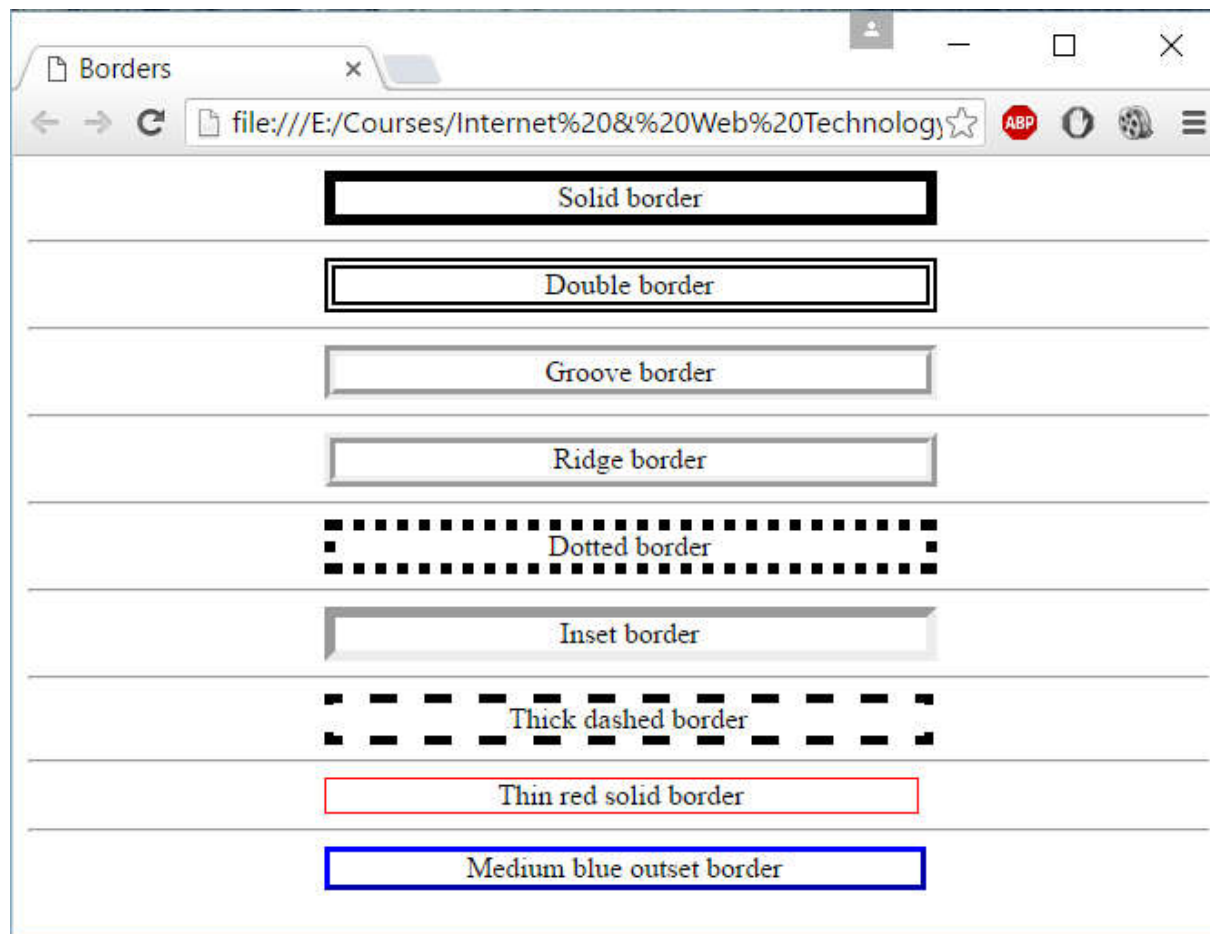 Borders
file:///E:/Courses/Internet%20&%20Web%20Technology
ABP
Solid border
Double border
Groove border
Ridge border
Dotted border
Inset border
Thick dashed border
Thin red solid border
Medium blue outset border